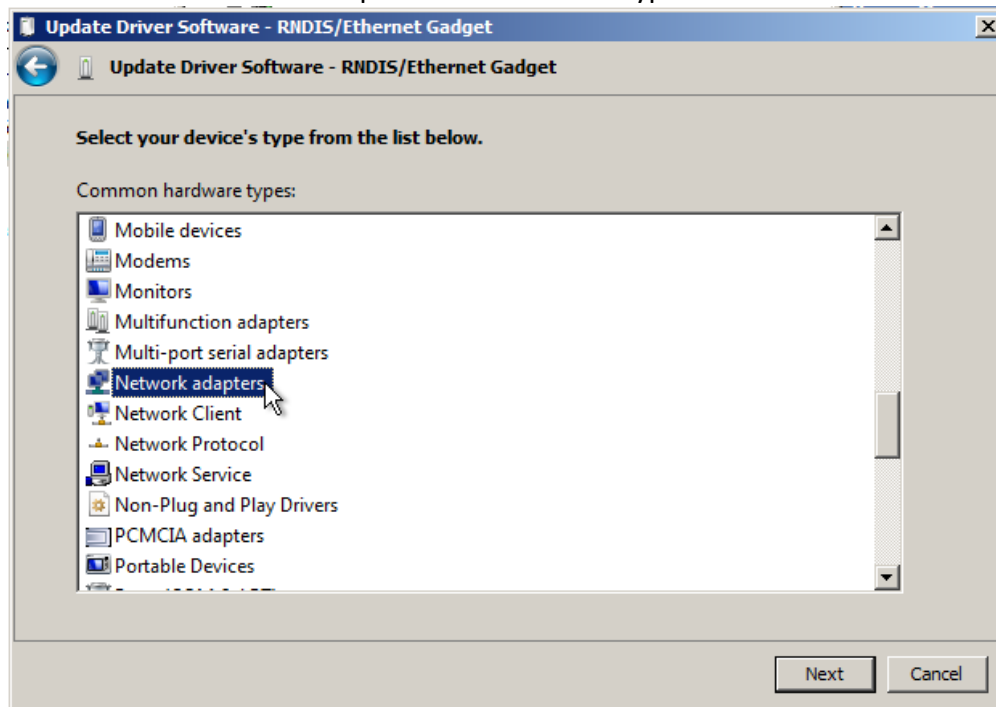 Update Driver Software - RNDIS/Ethernet Gadget
Update Driver Software - RNDIS/Ethernet Gadget
Select your device's type from the list below.
Common hardware types:
Mobile devices
Modems
Monitors
Multifunction adapters
Multi-port serial adapters
Network adapters
Network Client
Network Protocol
Network Service
Non-Plug and Play Drivers
PCMCIA adapters
Portable Devices
Next
Cancel